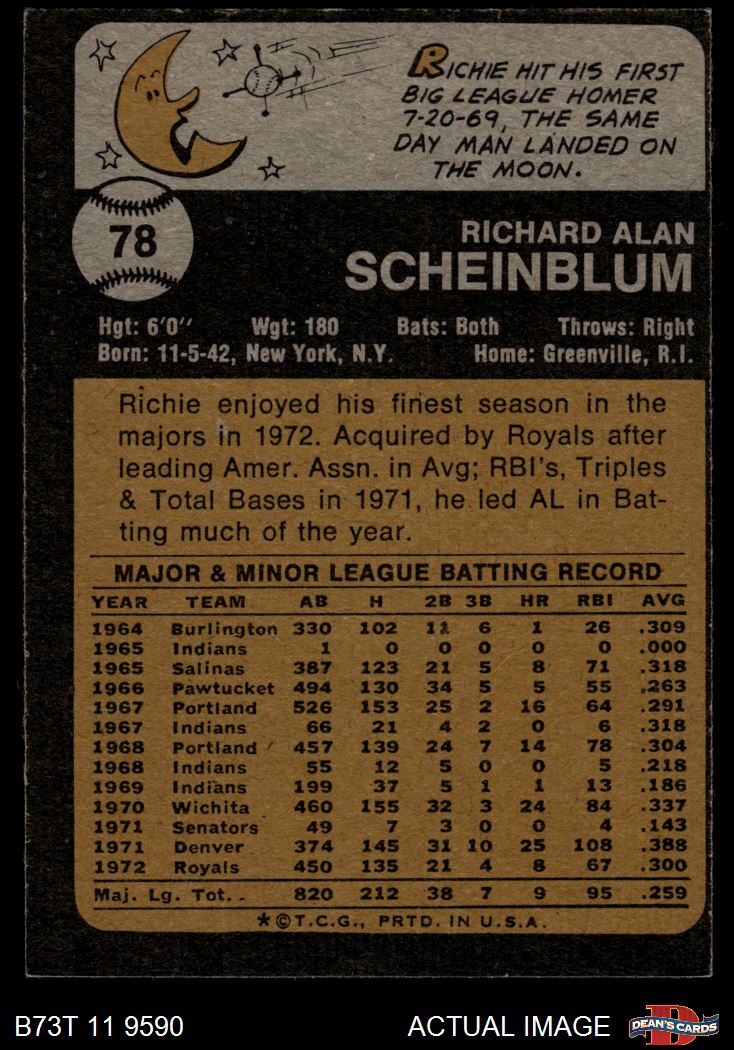 RICHIE HIT HIS FIRST
BIG LEAGUE HOMER
7-20-69, THE SAME
DAY MAN LANDED ON
THE MOON.
78
RICHARD ALAN
SCHEINBLUM
Hgt: 6'0" Wgt: 180 Bats: Both Throws: Right
Born: 11-5-42, New York, N.Y. Home: Greenville, R.I.
Richie enjoyed his finest season in the
majors in 1972. Acquired by Royals after
leading Amer. Assn. in Avg; RBI's, Triples
& Total Bases in 1971, he led AL in Bat-
ting much of the year.
MAJOR & MINOR LEAGUE BATTING RECORD
YEAR TEAM AB H 2B 3B HR RBI AVG
1964 Burlington 330 102 11 6 1 26 .309
1965 Indians 1 0 0 0 0 0 .000
1965 Salinas 387 123 21 5 8 71 .318
1966 Pawtucket 494 130 34 5 5 55 .263
1967 Portland 526 153 25 2 16 64 .291
1967 Indians 66 21 4 2 0 6 .318
1968 Portland 457 139 24 7 14 78 .304
1968 Indians 55 12 5 0 0 5 .218
1969 Indians 199 37 5 1 1 13 .186
1970 Wichita 460 155 32 3 24 84 .337
1971 Senators 49 7 3 0 0 4 .143
1971 Denver 374 145 31 10 25 108 .388
1972 Royals 450 135 21 4 8 67 .300
Maj. Lg. Tot. . 820 212 38 7 9 95 .259
*©T.C.G., PRTD. IN U.S.A.
B73T 11 9590 ACTUAL IMAGE DEAN'S CARDS